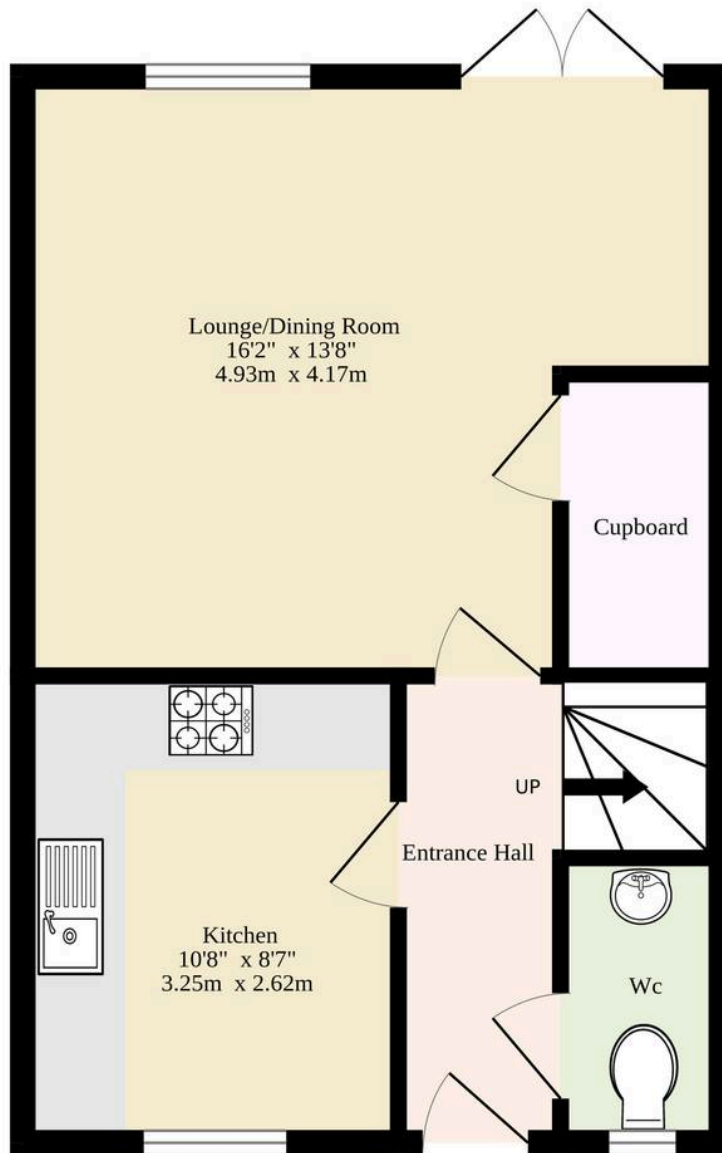 Lounge/Dining Room
16'2" x 13'8"
4.93m x 4.17m
Cupboard
UP
Entrance Hall
Kitchen
10'8" x 8'7"
3.25m x 2.62m
Wc